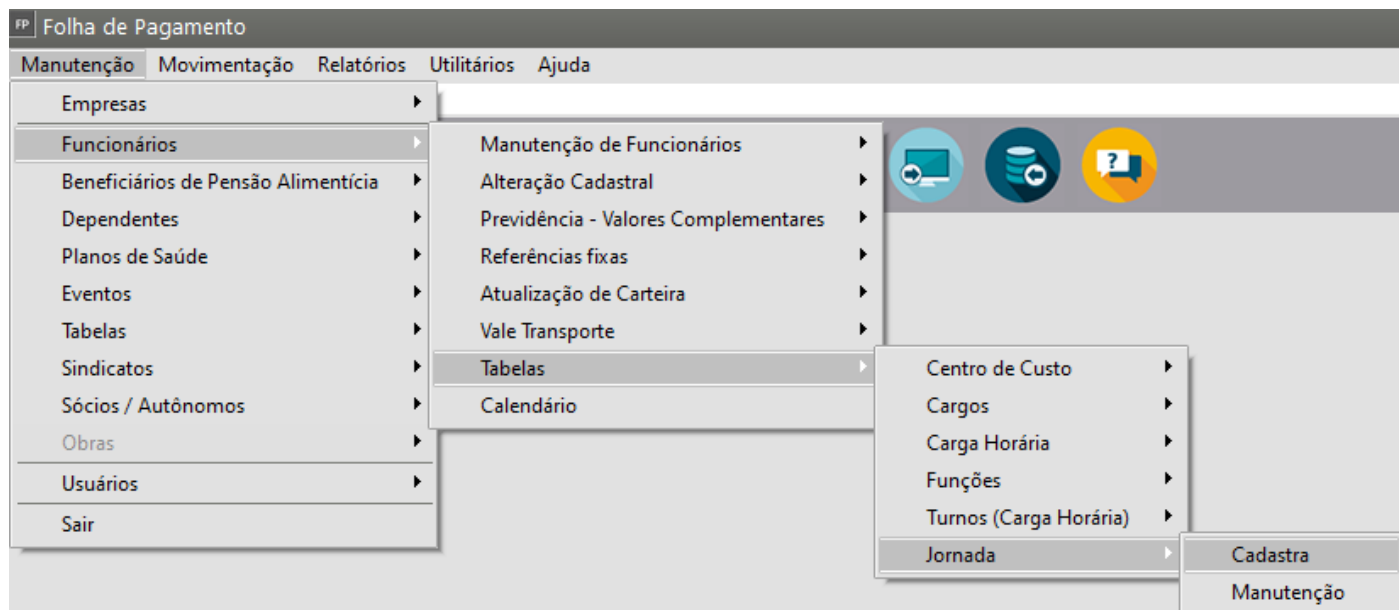 FP Folha de Pagamento
Manutenção Movimentação Relatórios Utilitários Ajuda
Empresas
Funcionários
Beneficiários de Pensão Alimentícia
Dependentes
Planos de Saúde
Eventos
Tabelas
Sindicatos
Sócios / Autônomos
Obras
Usuários
Sair
Manutenção de Funcionários
Alteração Cadastral
Previdência - Valores Complementares
Referências fixas
Atualização de Carteira
Vale Transporte
Tabelas
Calendário
?
Centro de Custo
Cargos
Carga Horária
Funções
Turnos (Carga Horária)
Jornada
Cadastra
Manutenção